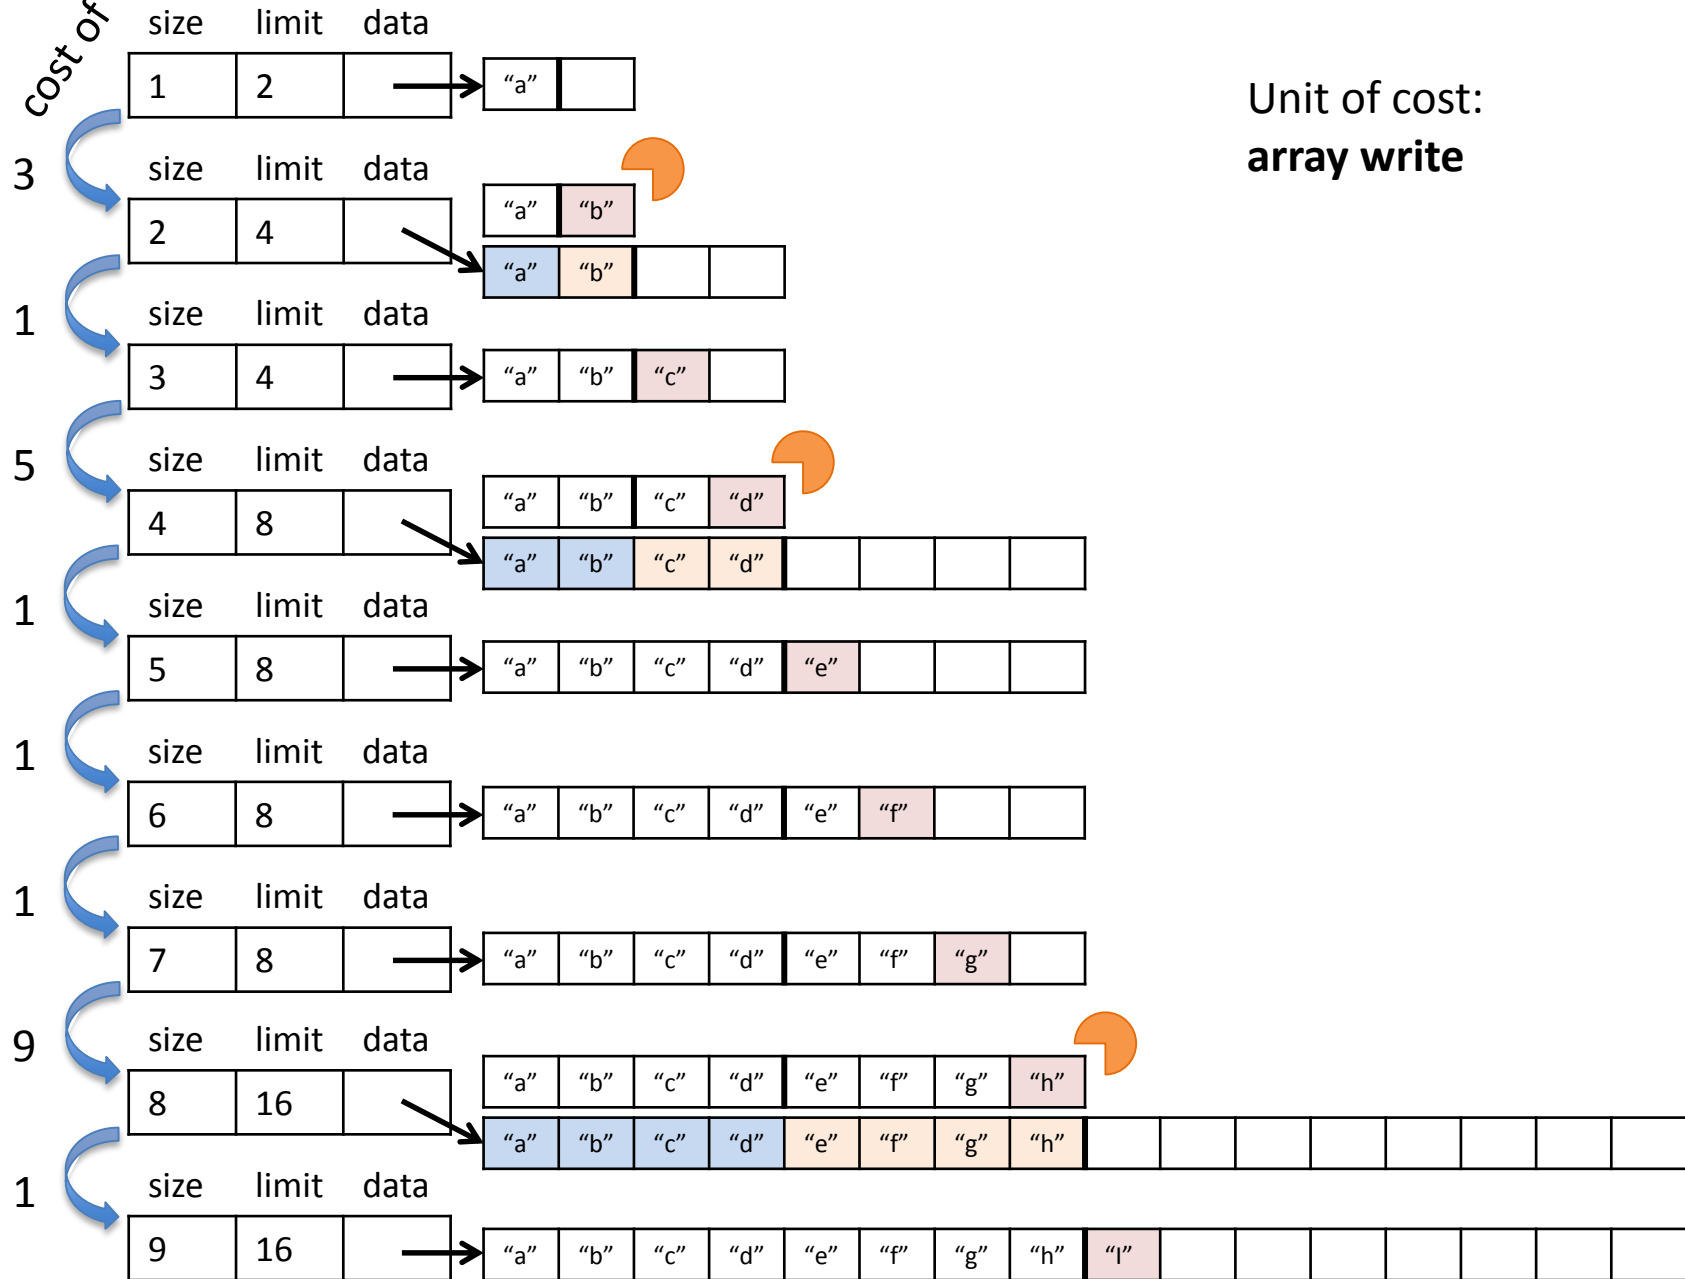 cost of
size limit data
1 2 “a”
Unit of cost:
array write
3
size limit data
2 4 “a” “b”
“a” “b”
1
size limit data
3 4 “a” “b” “c”
5
size limit data
4 8 “a” “b” “c” “d”
“a” “b” “c” “d”
1
size limit data
5 8 “a” “b” “c” “d” “e”
1
size limit data
6 8 “a” “b” “c” “d” “e” “f”
1
size limit data
7 8 “a” “b” “c” “d” “e” “f” “g”
9
size limit data
8 16 “a” “b” “c” “d” “e” “f” “g” “h”
“a” “b” “c” “d” “e” “f” “g” “h”
1
size limit data
9 16 “a” “b” “c” “d” “e” “f” “g” “h” “I”